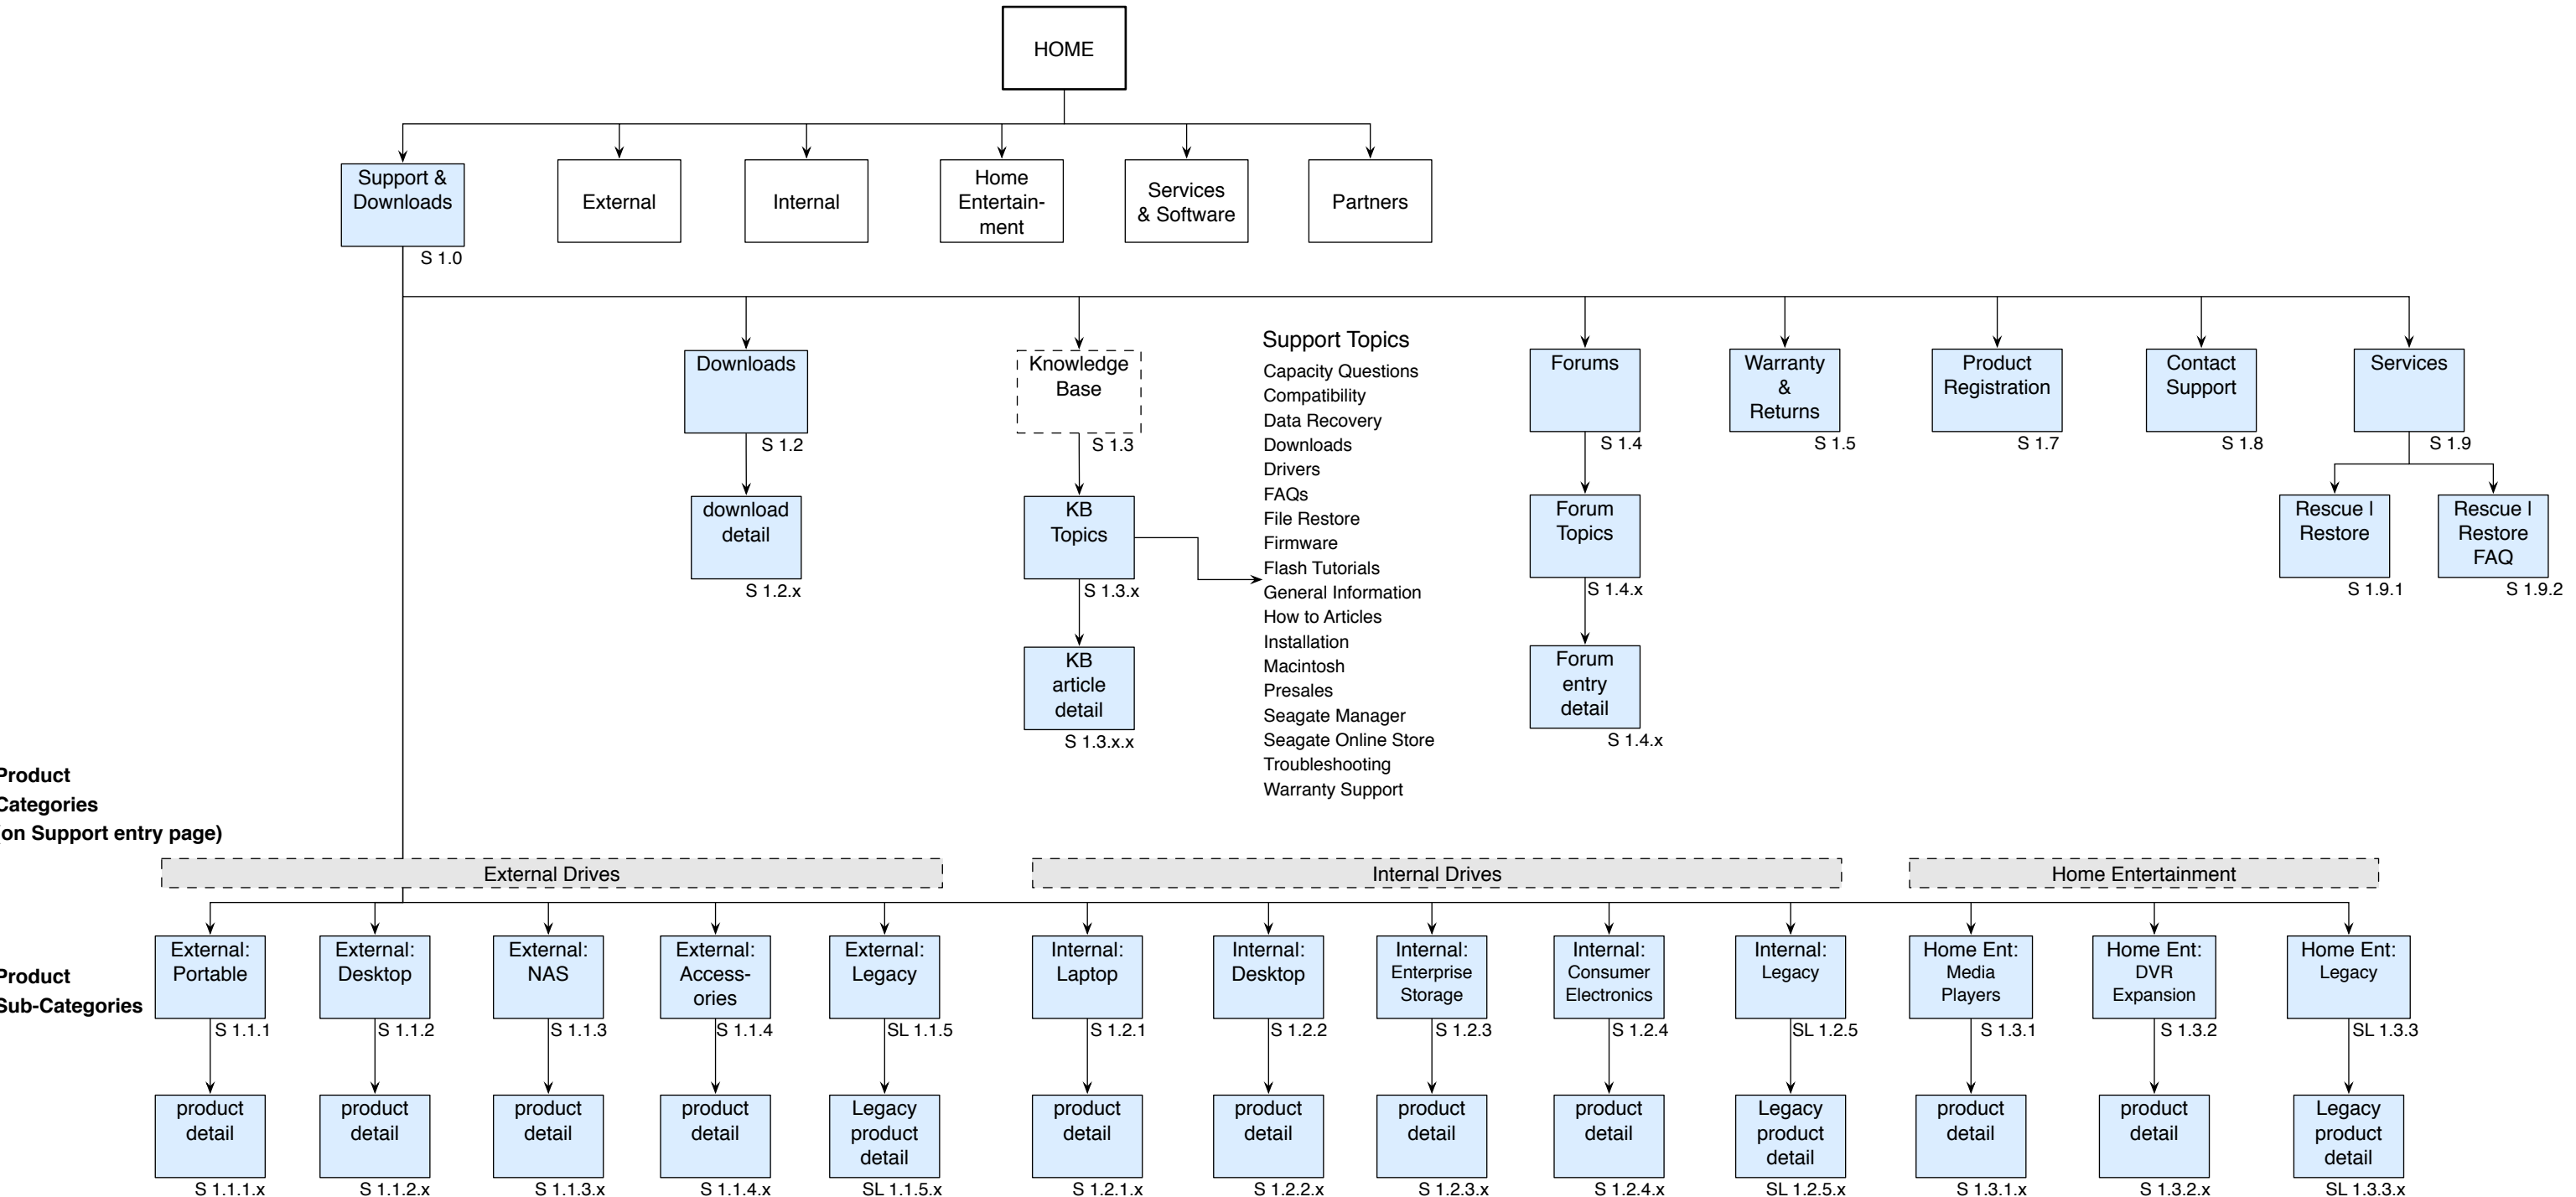 HOME
Support &
Downloads
S 1.0
External
Internal
Home
Entertain-
ment
Services
& Software
Partners
Downloads
S 1.2
download
detail
S 1.2.x
Knowledge
Base
S 1.3
KB
Topics
S 1.3.x
KB
article
detail
S 1.3.x.x
Support Topics
Capacity Questions
Compatibility
Data Recovery
Downloads
Drivers
FAQs
File Restore
Firmware
Flash Tutorials
General Information
How to Articles
Installation
Macintosh
Presales
Seagate Manager
Seagate Online Store
Troubleshooting
Warranty Support
Forums
S 1.4
Forum
Topics
S 1.4.x
Forum
entry
detail
S 1.4.x
Warranty
&
Returns
S 1.5
Product
Registration
S 1.7
Contact
Support
S 1.8
Services
S 1.9
Rescue |
Restore
S 1.9.1
Rescue |
Restore
FAQ
S 1.9.2
Product
Categories
(on Support entry page)
External Drives
Internal Drives
Home Entertainment
Product
Sub-Categories
External:
Portable
S 1.1.1
External:
Desktop
S 1.1.2
External:
NAS
S 1.1.3
External:
Access-
ories
S 1.1.4
External:
Legacy
SL 1.1.5
Internal:
Laptop
S 1.2.1
Internal:
Desktop
S 1.2.2
Internal:
Enterprise
Storage
S 1.2.3
Internal:
Consumer
Electronics
S 1.2.4
Internal:
Legacy
SL 1.2.5
Home Ent:
Media
Players
S 1.3.1
Home Ent:
DVR
Expansion
S 1.3.2
Home Ent:
Legacy
SL 1.3.3
product
detail
S 1.1.1.x
product
detail
S 1.1.2.x
product
detail
S 1.1.3.x
product
detail
S 1.1.4.x
Legacy
product
detail
SL 1.1.5.x
product
detail
S 1.2.1.x
product
detail
S 1.2.2.x
product
detail
S 1.2.3.x
product
detail
S 1.2.4.x
Legacy
product
detail
SL 1.2.5.x
product
detail
S 1.3.1.x
product
detail
S 1.3.2.x
Legacy
product
detail
SL 1.3.3.x